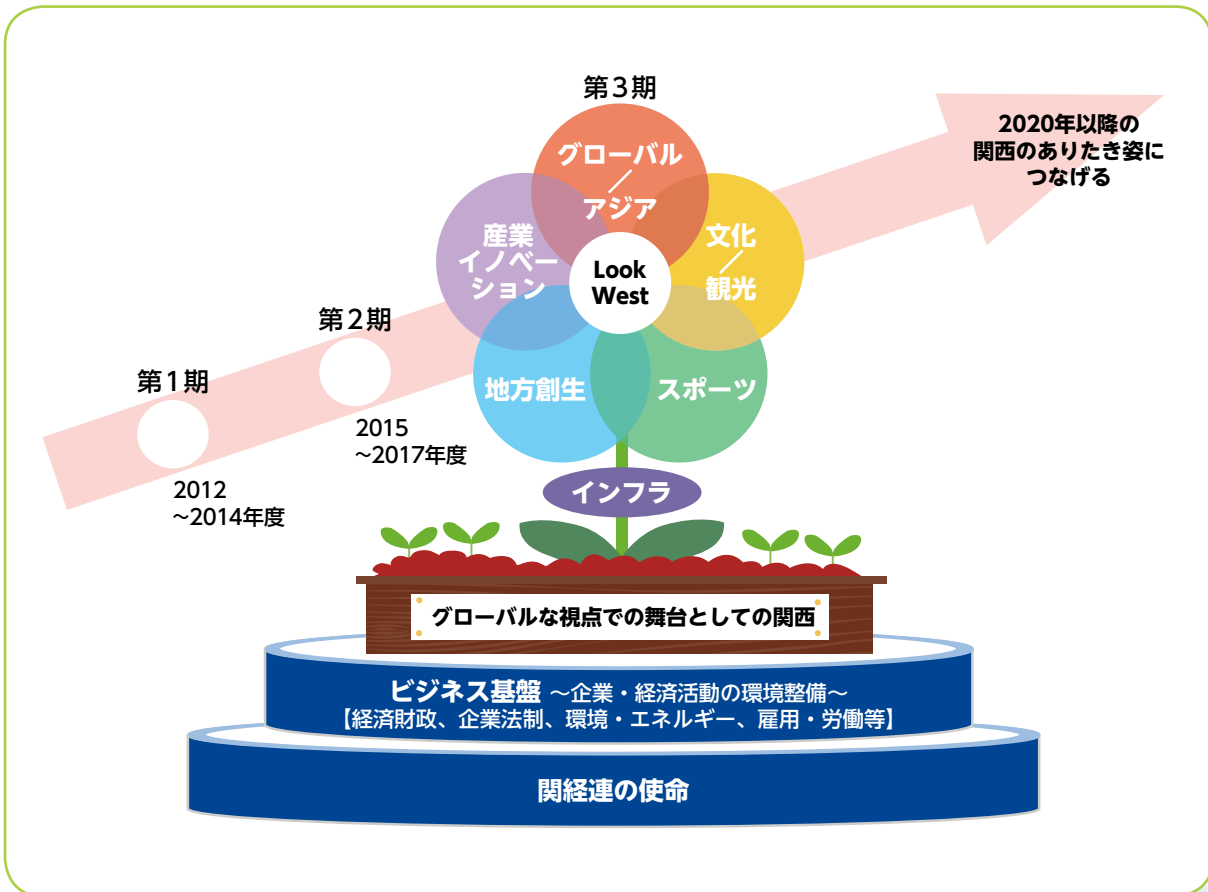 第3期
グローバル
／
アジア
2020年以降の
関西のありたき姿に
つなげる
産業
イノベー
ション
文化
／
観光
Look
West
第2期
第1期
地方創生
スポーツ
2015
～2017年度
2012
～2014年度
インフラ
グローバルな視点での舞台としての関西
ビジネス基盤 ～企業・経済活動の環境整備～
【経済財政、企業法制、環境・エネルギー、雇用・労働等】
関経連の使命